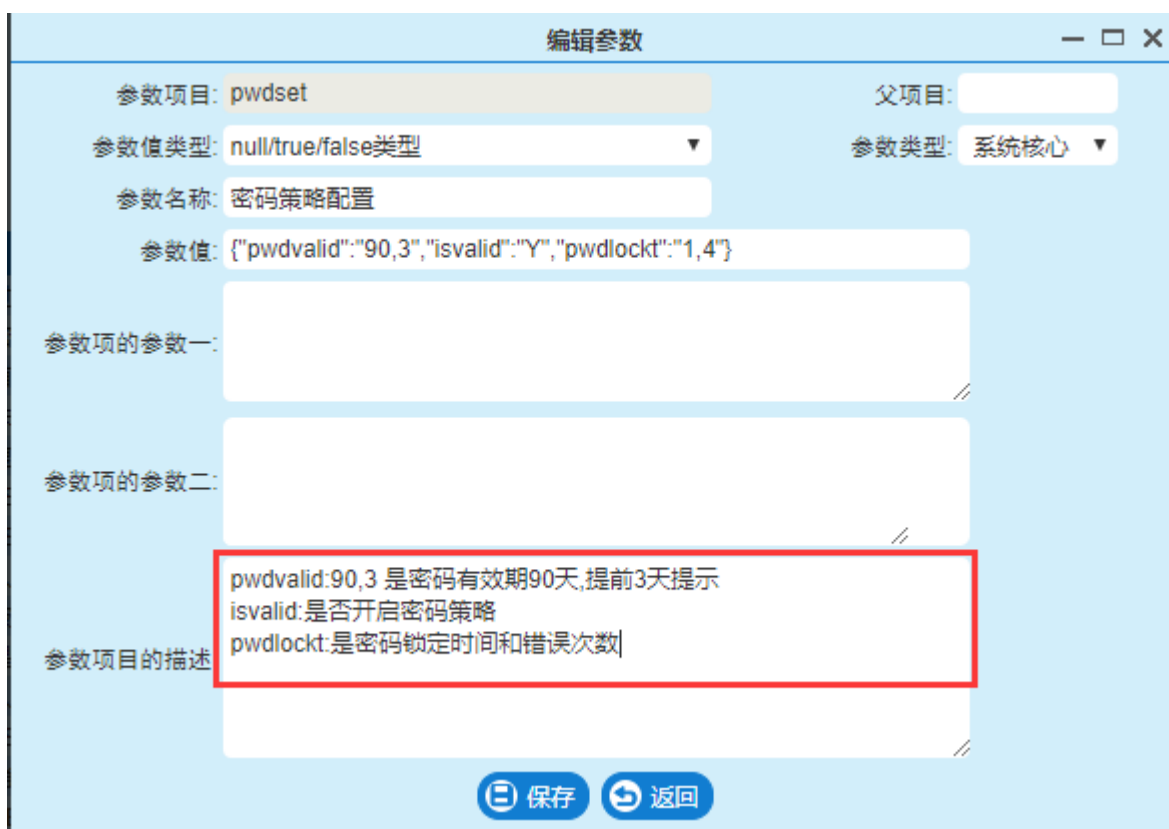 编辑参数
参数项目: pwdset 父项目:
参数值类型: null/true/false类型 参数类型: 系统核心
参数名称: 密码策略配置
参数值: {"pwdvalid":"90,3","isvalid":"Y","pwdlockt":"1,4"}
参数项的参数一:
参数项的参数二:
pwdvalid:90,3 是密码有效期90天,提前3天提示
isvalid:是否开启密码策略
pwdlockt:是密码锁定时间和错误次数
参数项目的描述
保存 返回